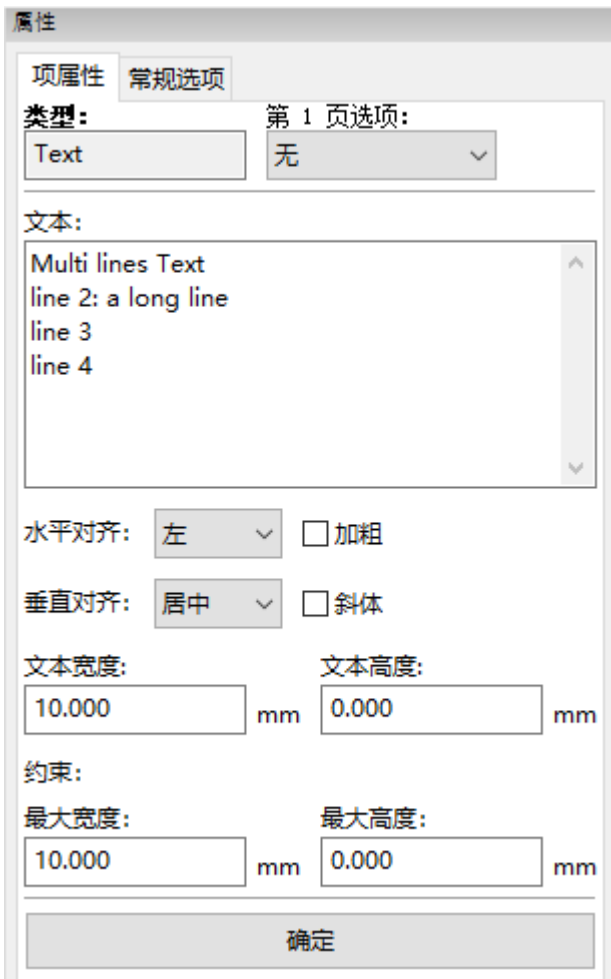 属性
项属性 常规选项
类型: 第 1 页选项:
Text 无
文本:
Multi lines Text
line 2: a long line
line 3
line 4
水平对齐: 左 加粗
垂直对齐: 居中 斜体
文本宽度: 文本高度:
10.000 mm 0.000 mm
约束:
最大宽度: 最大高度:
10.000 mm 0.000 mm
确定